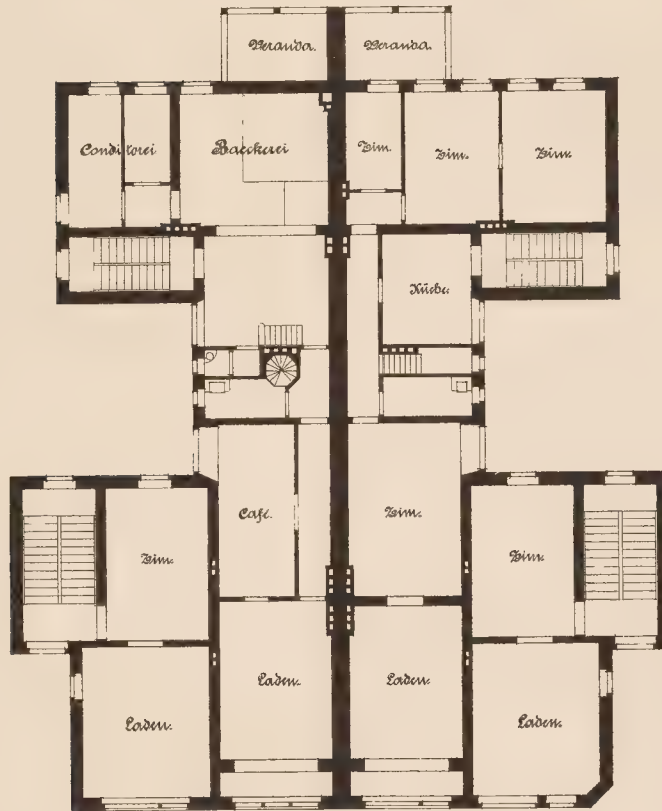 Veranda.
Veranda.
Conditorei
Baeckerei
Zim.
Zim.
Zim.
Küche.
Zim.
Café.
Zim.
Zim.
Laden.
Laden.
Laden.
Laden.